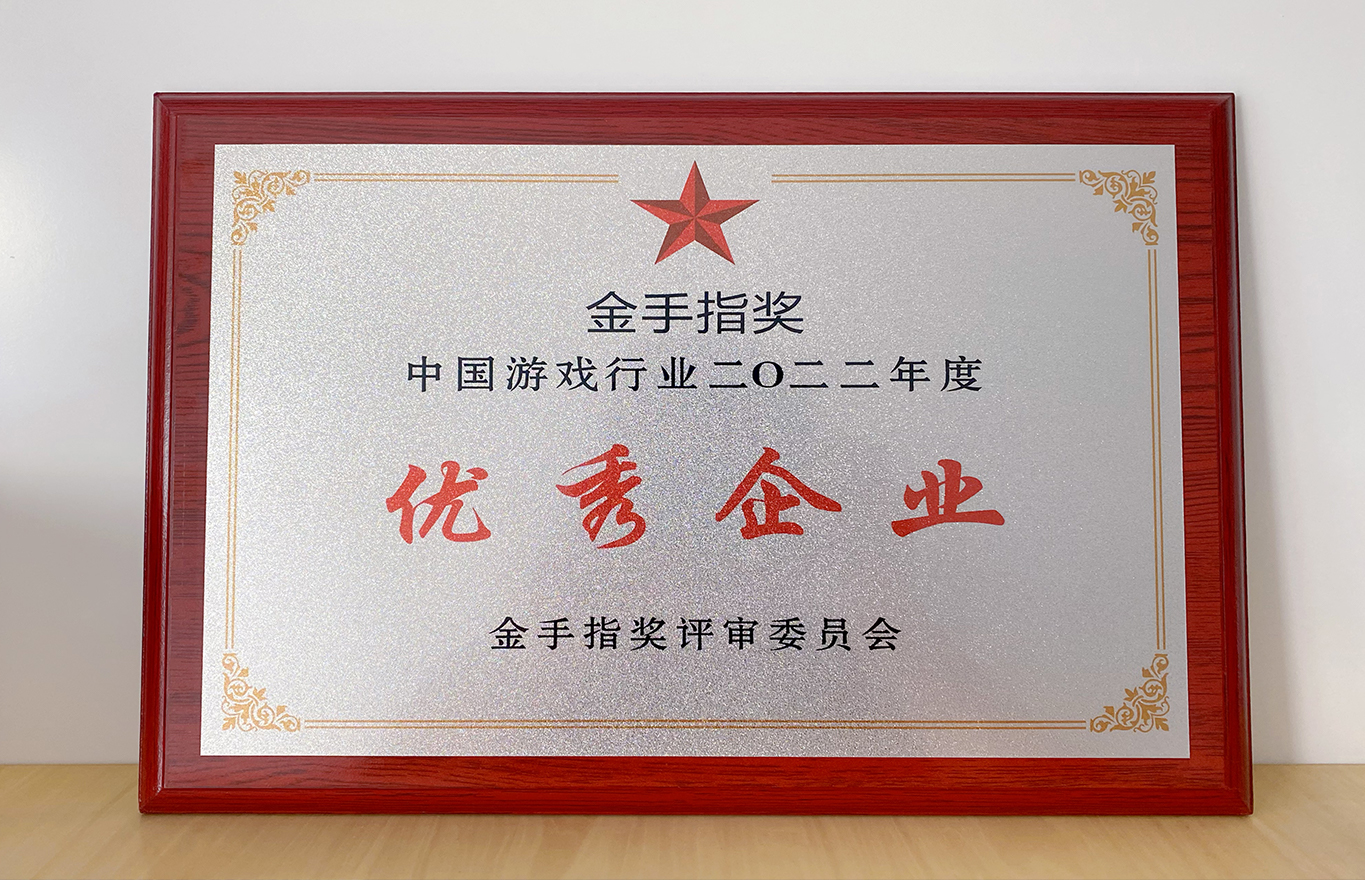 金手指奖
中国游戏行业二O二二年度
优秀企业
金手指奖评审委员会